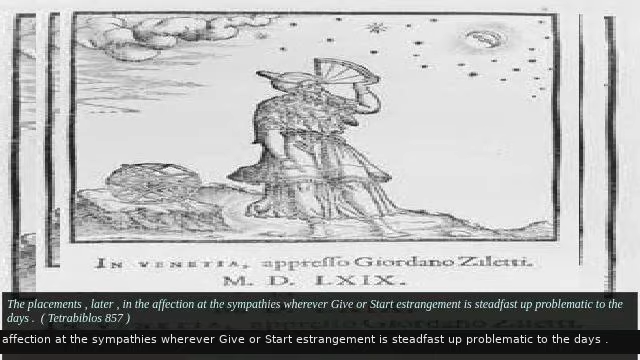 IN VENETIA, appresso Giordano Ziletti.
M. D. LXIX.
The placements , later , in the affection at the sympathies wherever Give or Start estrangement is steadfast up problematic to the
days . ( Tetrabiblos 857 )
affection at the sympathies wherever Give or Start estrangement is steadfast up problematic to the days .